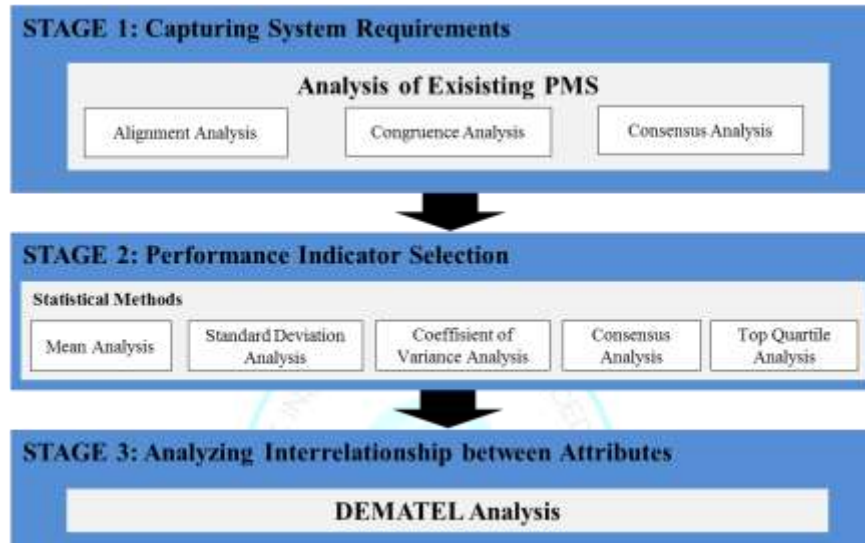 STAGE 1: Capturing System Requirements
Analysis of Exisisting PMS
Alignment Analysis
Congruence Analysis
Consensus Analysis
STAGE 2: Performance Indicator Selection
Statistical Methods
Mean Analysis
Standard Deviation
Analysis
Coeffisient of
Variance Analysis
Consensus
Analysis
Top Quartile
Analysis
STAGE 3: Analyzing Interrelationship between Attributes
DEMATEL Analysis